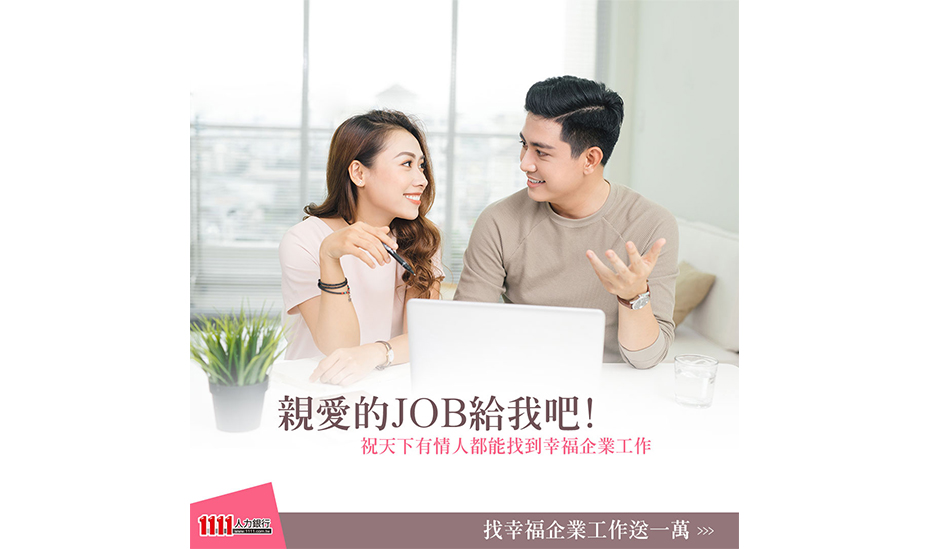 親愛的JOB給我吧!
祝天下有情人都能找到幸福企業工作
1111人力銀行
www.1111.com.tw
找幸福企業工作送一萬 >>>